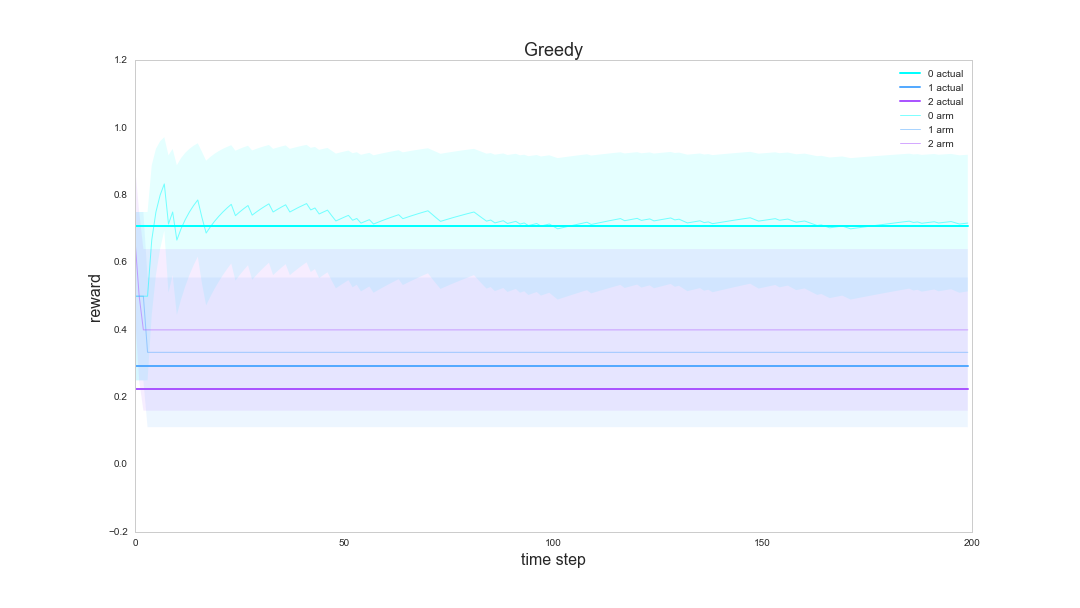 Greedy
1.2
1.0
0.8
0.6
0.4
0.2
0.0
−0.2
reward
0 actual
1 actual
2 actual
0 arm
1 arm
2 arm
0
50
100
150
200
time step